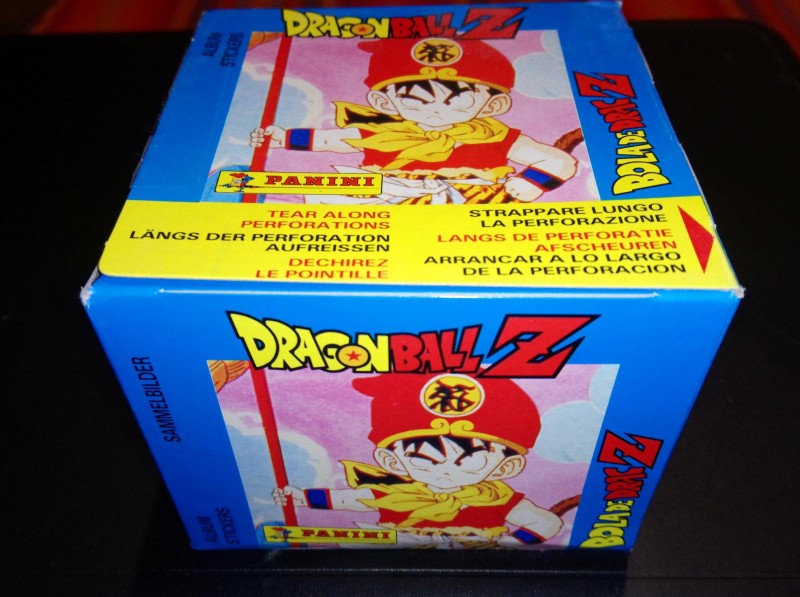 DRAGON BALL Z
ALBUM
STICKERS
BOLA DE DRAC-Z
PANINI
TEAR ALONG
PERFORATIONS
LÄNGS DER PERFORATION
AUFREISSEN
DECHIREZ
LE POINTILLE
STRAPPARE LUNGO
LA PERFORAZIONE
LANGS DE PERFORATIE
AFSCHEUREN
ARRANCAR A LO LARGO
DE LA PERFORACION
DRAGON BALL Z
SAMMELBILDER
ALBUM
STICKERS
BOLA DE DRAC-Z
PANINI